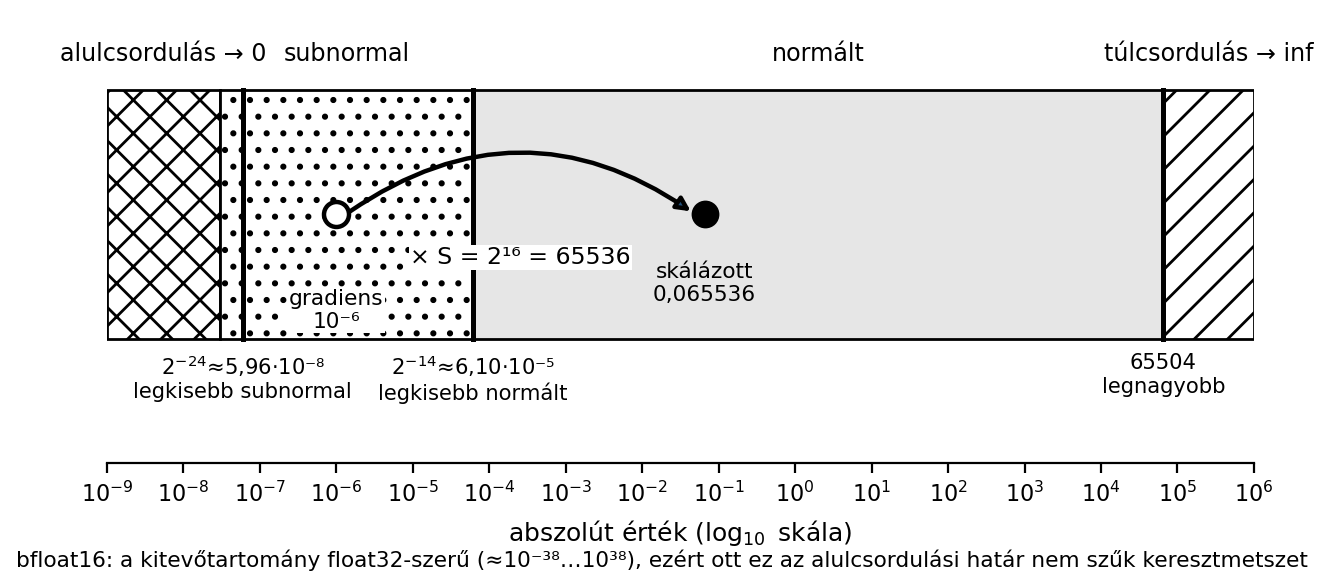 alulcsordulás → 0 subnormal normált túlcsordulás → inf
× S = 2¹⁶ = 65536
skálázott
0,065536
gradiens
10⁻⁶
2⁻²⁴≈5,96·10⁻⁸
legkisebb subnormal
2⁻¹⁴≈6,10·10⁻⁵
legkisebb normált
65504
legnagyobb
10⁻⁹ 10⁻⁸ 10⁻⁷ 10⁻⁶ 10⁻⁵ 10⁻⁴ 10⁻³ 10⁻² 10⁻¹ 10⁰ 10¹ 10² 10³ 10⁴ 10⁵ 10⁶
abszolút érték (log₁₀ skála)
bfloat16: a kitevőtartomány float32-szerű (≈10⁻³⁸…10³⁸), ezért ott ez az alulcsordulási határ nem szűk keresztmetszet